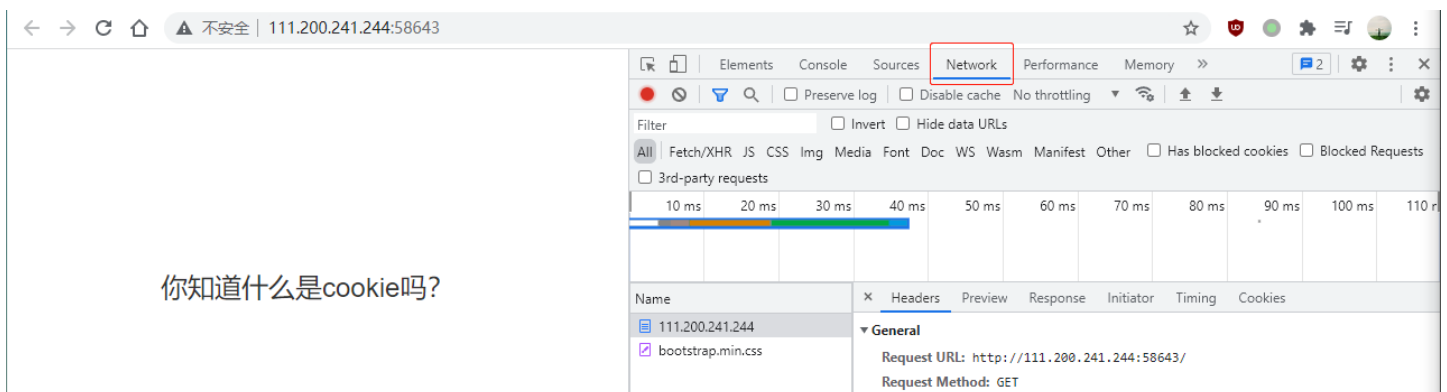 不安全 | 111.200.241.244:58643
Elements Console Sources Network Performance Memory » 2
Preserve log Disable cache No throttling
Filter Invert Hide data URLs
All Fetch/XHR JS CSS Img Media Font Doc WS Wasm Manifest Other Has blocked cookies Blocked Requests
3rd-party requests
10 ms 20 ms 30 ms 40 ms 50 ms 60 ms 70 ms 80 ms 90 ms 100 ms 110
你知道什么是cookie吗?
Name × Headers Preview Response Initiator Timing Cookies
111.200.241.244
General
bootstrap.min.css
Request URL: http://111.200.241.244:58643/
Request Method: GET